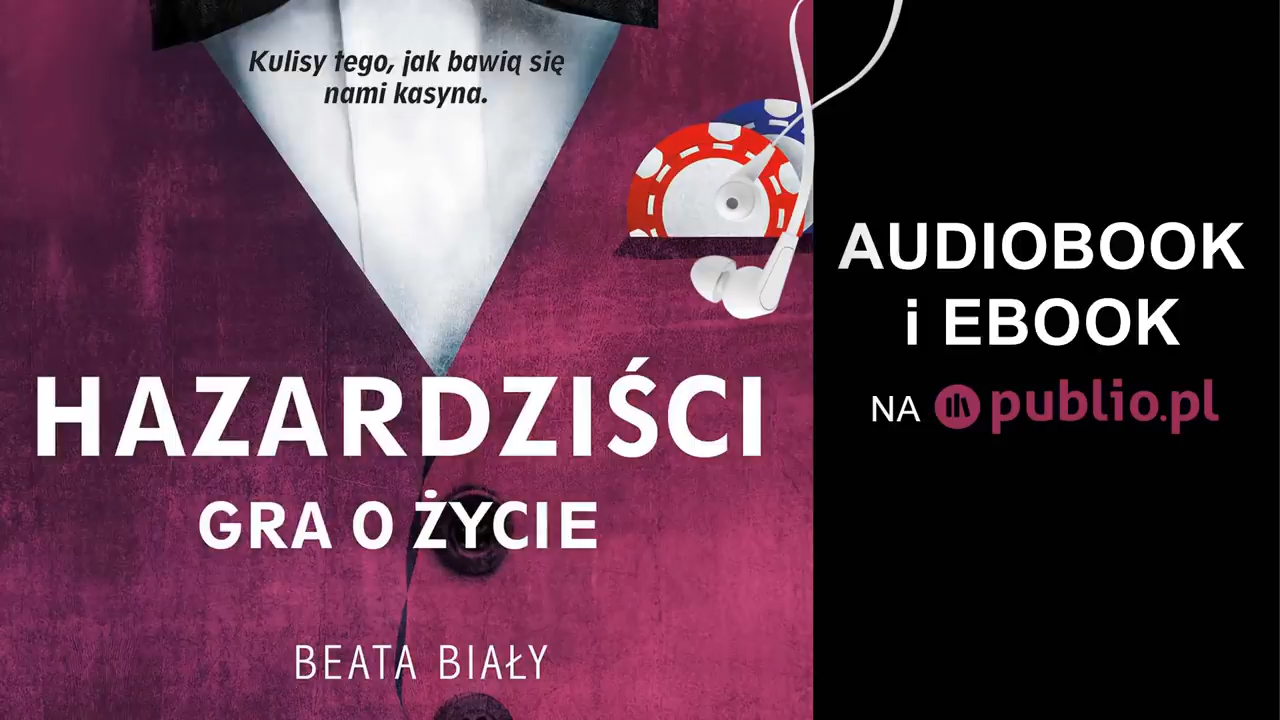 Kulisy tego, jak bawią się
nami kasyna.
HAZARDZIŚCI
GRA O ŻYCIE
BEATA BIAŁY
AUDIOBOOK
i EBOOK
NA publio.pl